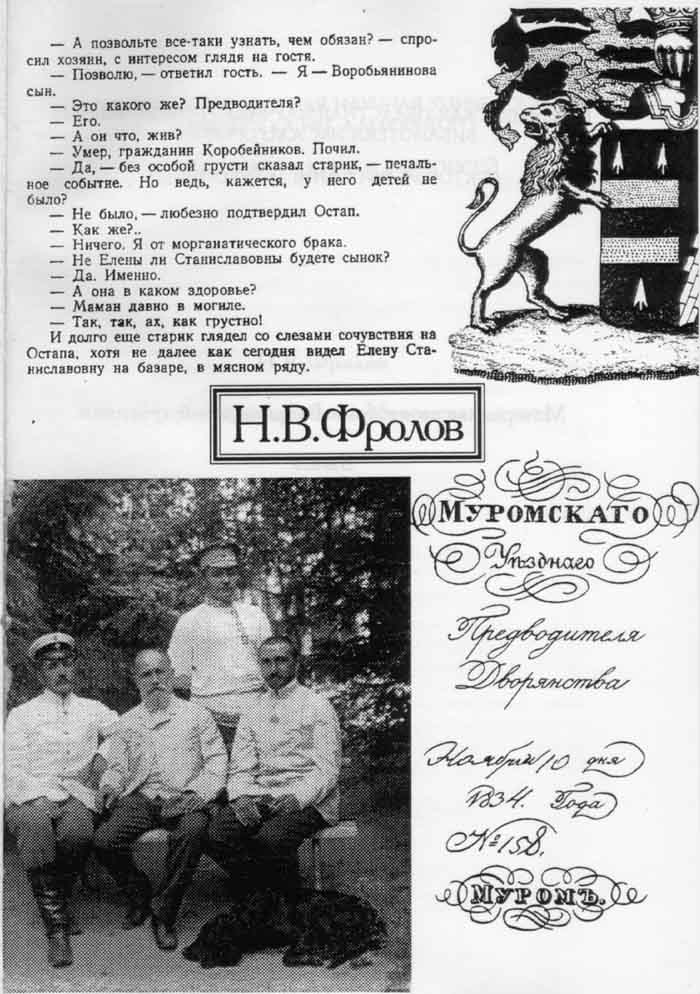 — А позвольте все-таки узнать, чем обязан? — спро-
сил хозяин, с интересом глядя на гостя.
— Позволю, — ответил гость. — Я — Воробьянинова
сын.
— Это какого же? Предводителя?
— Его.
— А он что, жив?
— Умер, гражданин Коробейников. Почил.
— Да, — без особой грусти сказал старик, — печаль-
ное событие. Но ведь, кажется, у него детей не
было?
— Не было, — любезно подтвердил Остап.
— Как же?..
— Ничего. Я от морганатического брака.
— Не Елены ли Станиславовны будете сынок?
— Да. Именно.
— А она в каком здоровье?
— Маман давно в могиле.
— Так, так, ах, как грустно!
И долго еще старик глядел со слезами сочувствия на
Остапа, хотя не далее как сегодня видел Елену Ста-
ниславовну на базаре, в мясном ряду.
Н.В.Фролов
МУРОМСКАГО
Уѣзднаго
Предводителя
Дворянства
Ноября 10 дня
1834. Года
№ 158.
МУРОМЪ.